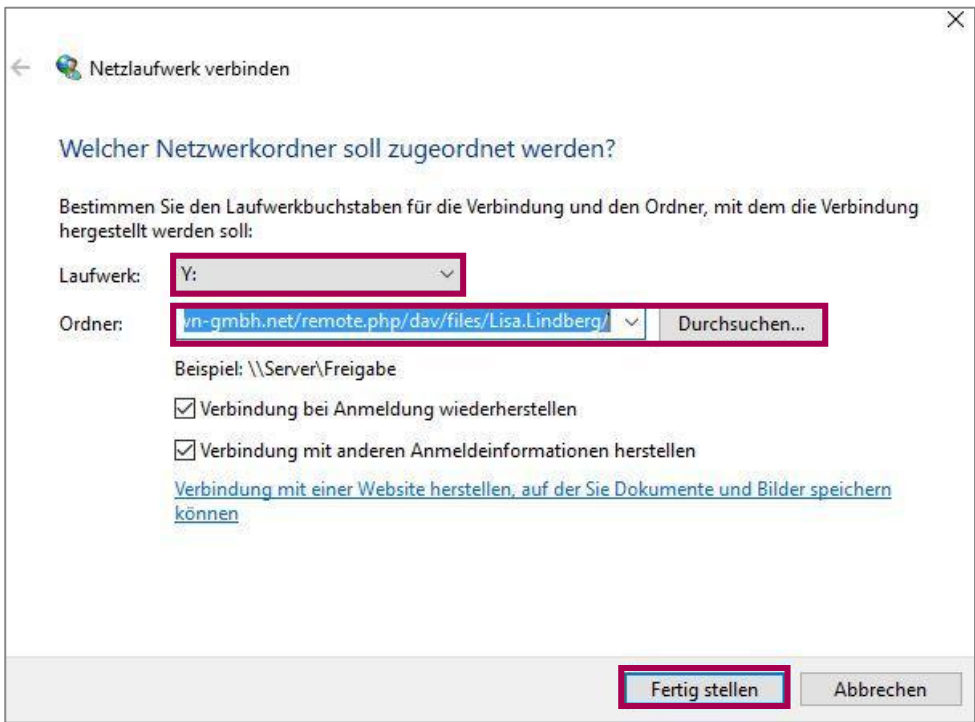 Netzlaufwerk verbinden
Welcher Netzwerkordner soll zugeordnet werden?
Bestimmen Sie den Laufwerkbuchstaben für die Verbindung und den Ordner, mit dem die Verbindung
hergestellt werden soll:
Laufwerk: Y:
Ordner: vn-gmbh.net/remote.php/dav/files/Lisa.Lindberg/ Durchsuchen...
Beispiel: \\Server\Freigabe
Verbindung bei Anmeldung wiederherstellen
Verbindung mit anderen Anmeldeinformationen herstellen
Verbindung mit einer Website herstellen, auf der Sie Dokumente und Bilder speichern
können
Fertig stellen Abbrechen